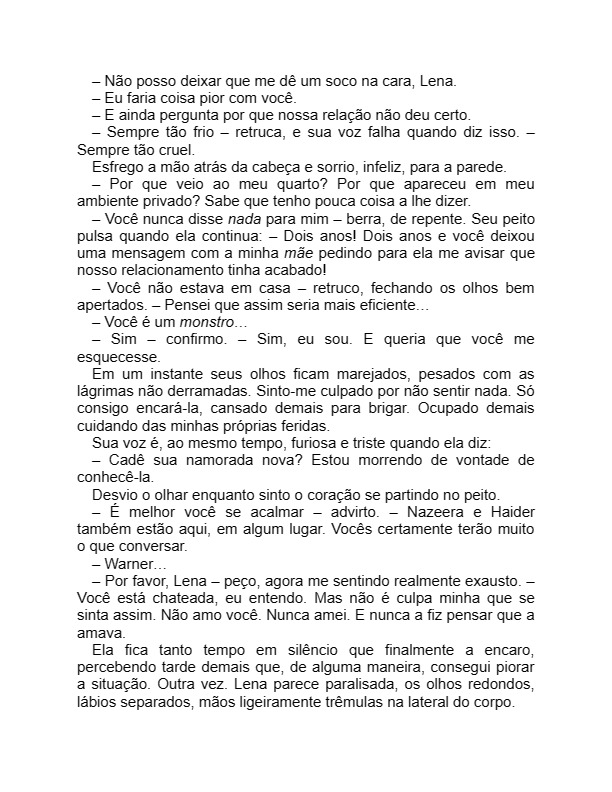 – Não posso deixar que me dê um soco na cara, Lena.
– Eu faria coisa pior com você.
– E ainda pergunta por que nossa relação não deu certo.
– Sempre tão frio – retruca, e sua voz falha quando diz isso. –
Sempre tão cruel.
Esfrego a mão atrás da cabeça e sorrio, infeliz, para a parede.
– Por que veio ao meu quarto? Por que apareceu em meu
ambiente privado? Sabe que tenho pouca coisa a lhe dizer.
– Você nunca disse nada para mim – berra, de repente. Seu peito
pulsa quando ela continua: – Dois anos! Dois anos e você deixou
uma mensagem com a minha mãe pedindo para ela me avisar que
nosso relacionamento tinha acabado!
– Você não estava em casa – retruco, fechando os olhos bem
apertados. – Pensei que assim seria mais eficiente…
– Você é um monstro…
– Sim – confirmo. – Sim, eu sou. E queria que você me
esquecesse.
Em um instante seus olhos ficam marejados, pesados com as
lágrimas não derramadas. Sinto-me culpado por não sentir nada. Só
consigo encará-la, cansado demais para brigar. Ocupado demais
cuidando das minhas próprias feridas.
Sua voz é, ao mesmo tempo, furiosa e triste quando ela diz:
– Cadê sua namorada nova? Estou morrendo de vontade de
conhecê-la.
Desvio o olhar enquanto sinto o coração se partindo no peito.
– É melhor você se acalmar – advirto. – Nazeera e Haider
também estão aqui, em algum lugar. Vocês certamente terão muito
o que conversar.
– Warner…
– Por favor, Lena – peço, agora me sentindo realmente exausto. –
Você está chateada, eu entendo. Mas não é culpa minha que se
sinta assim. Não amo você. Nunca amei. E nunca a fiz pensar que a
amava.
Ela fica tanto tempo em silêncio que finalmente a encaro,
percebendo tarde demais que, de alguma maneira, consegui piorar
a situação. Outra vez. Lena parece paralisada, os olhos redondos,
lábios separados, mãos ligeiramente trêmulas na lateral do corpo.